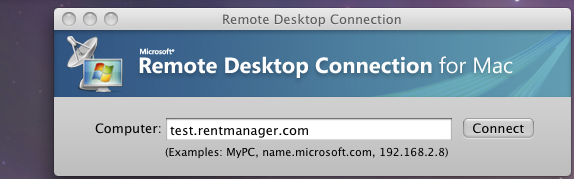 Remote Desktop Connection
Microsoft®
Remote Desktop Connection for Mac
Computer: test.rentmanager.com Connect
(Examples: MyPC, name.microsoft.com, 192.168.2.8)